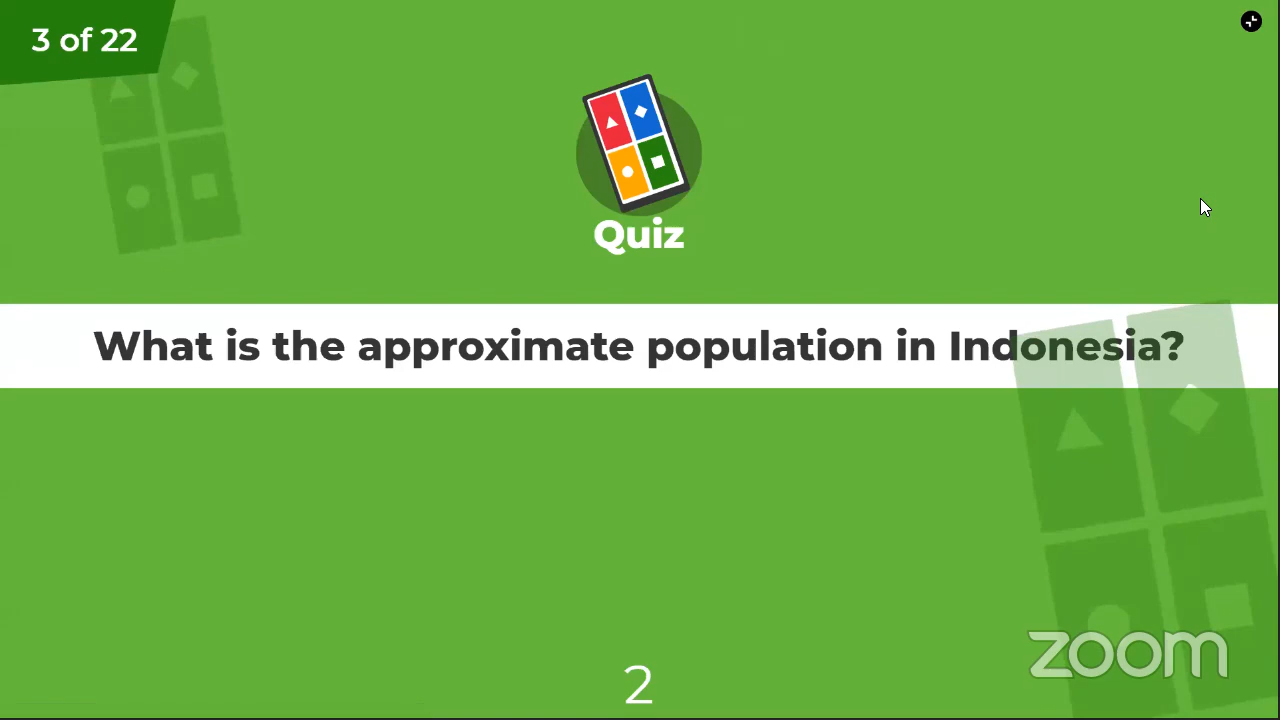 3 of 22
Quiz
What is the approximate population in Indonesia?
zoom
2